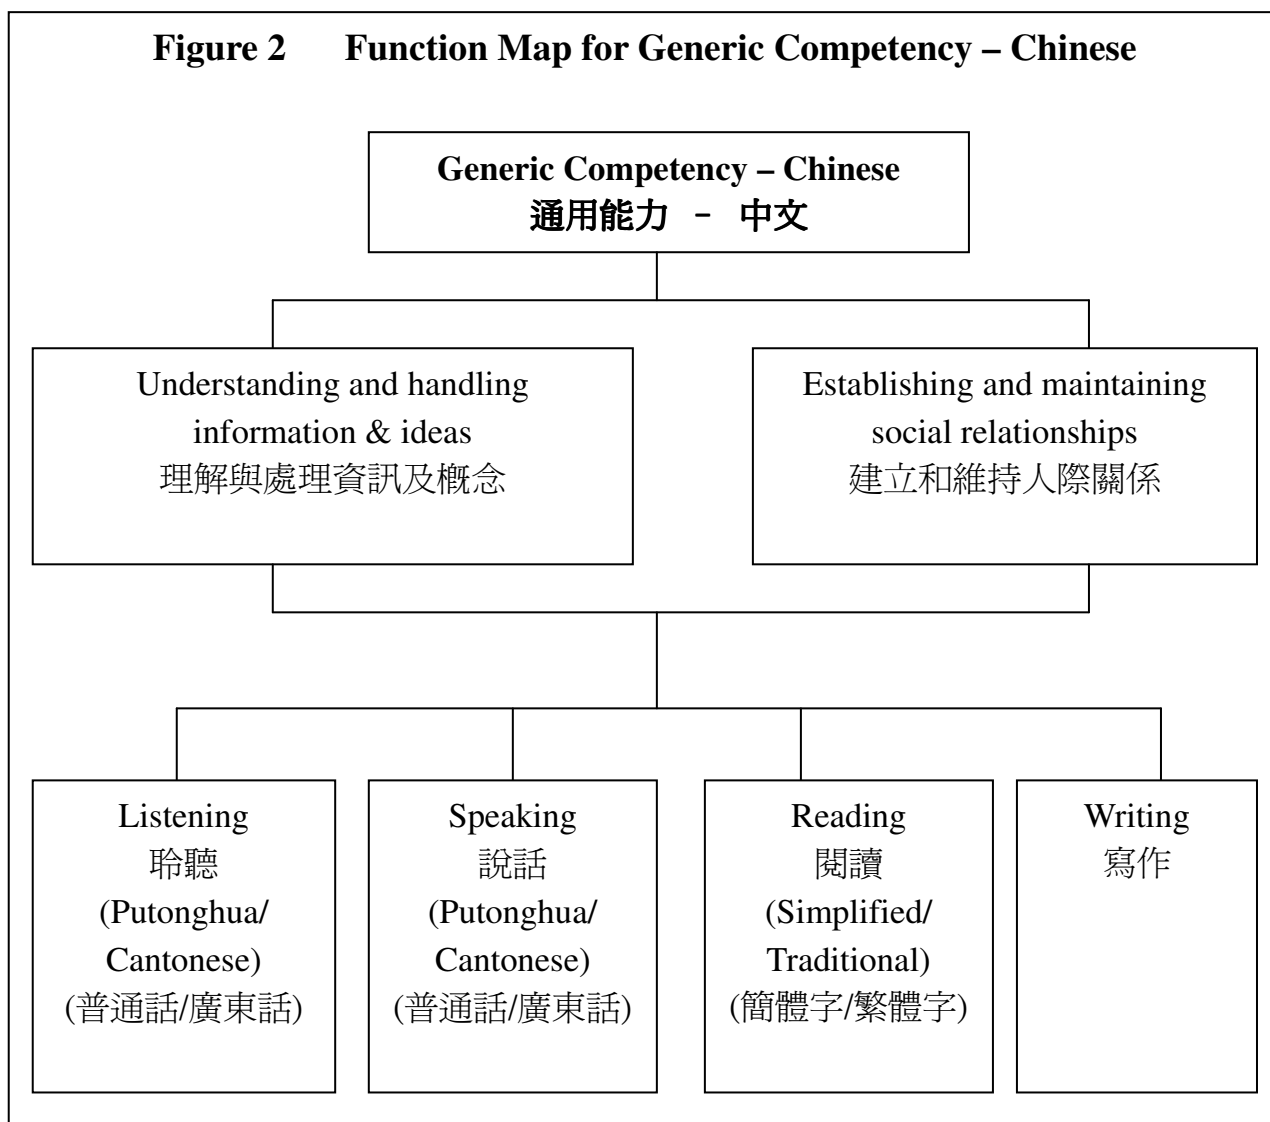 Figure 2 Function Map for Generic Competency – Chinese
Generic Competency – Chinese
通用能力 – 中文
Understanding and handling
information & ideas
理解與處理資訊及概念
Establishing and maintaining
social relationships
建立和維持人際關係
Listening
聆聽
(Putonghua/
Cantonese)
(普通話/廣東話)
Speaking
說話
(Putonghua/
Cantonese)
(普通話/廣東話)
Reading
閱讀
(Simplified/
Traditional)
(簡體字/繁體字)
Writing
寫作